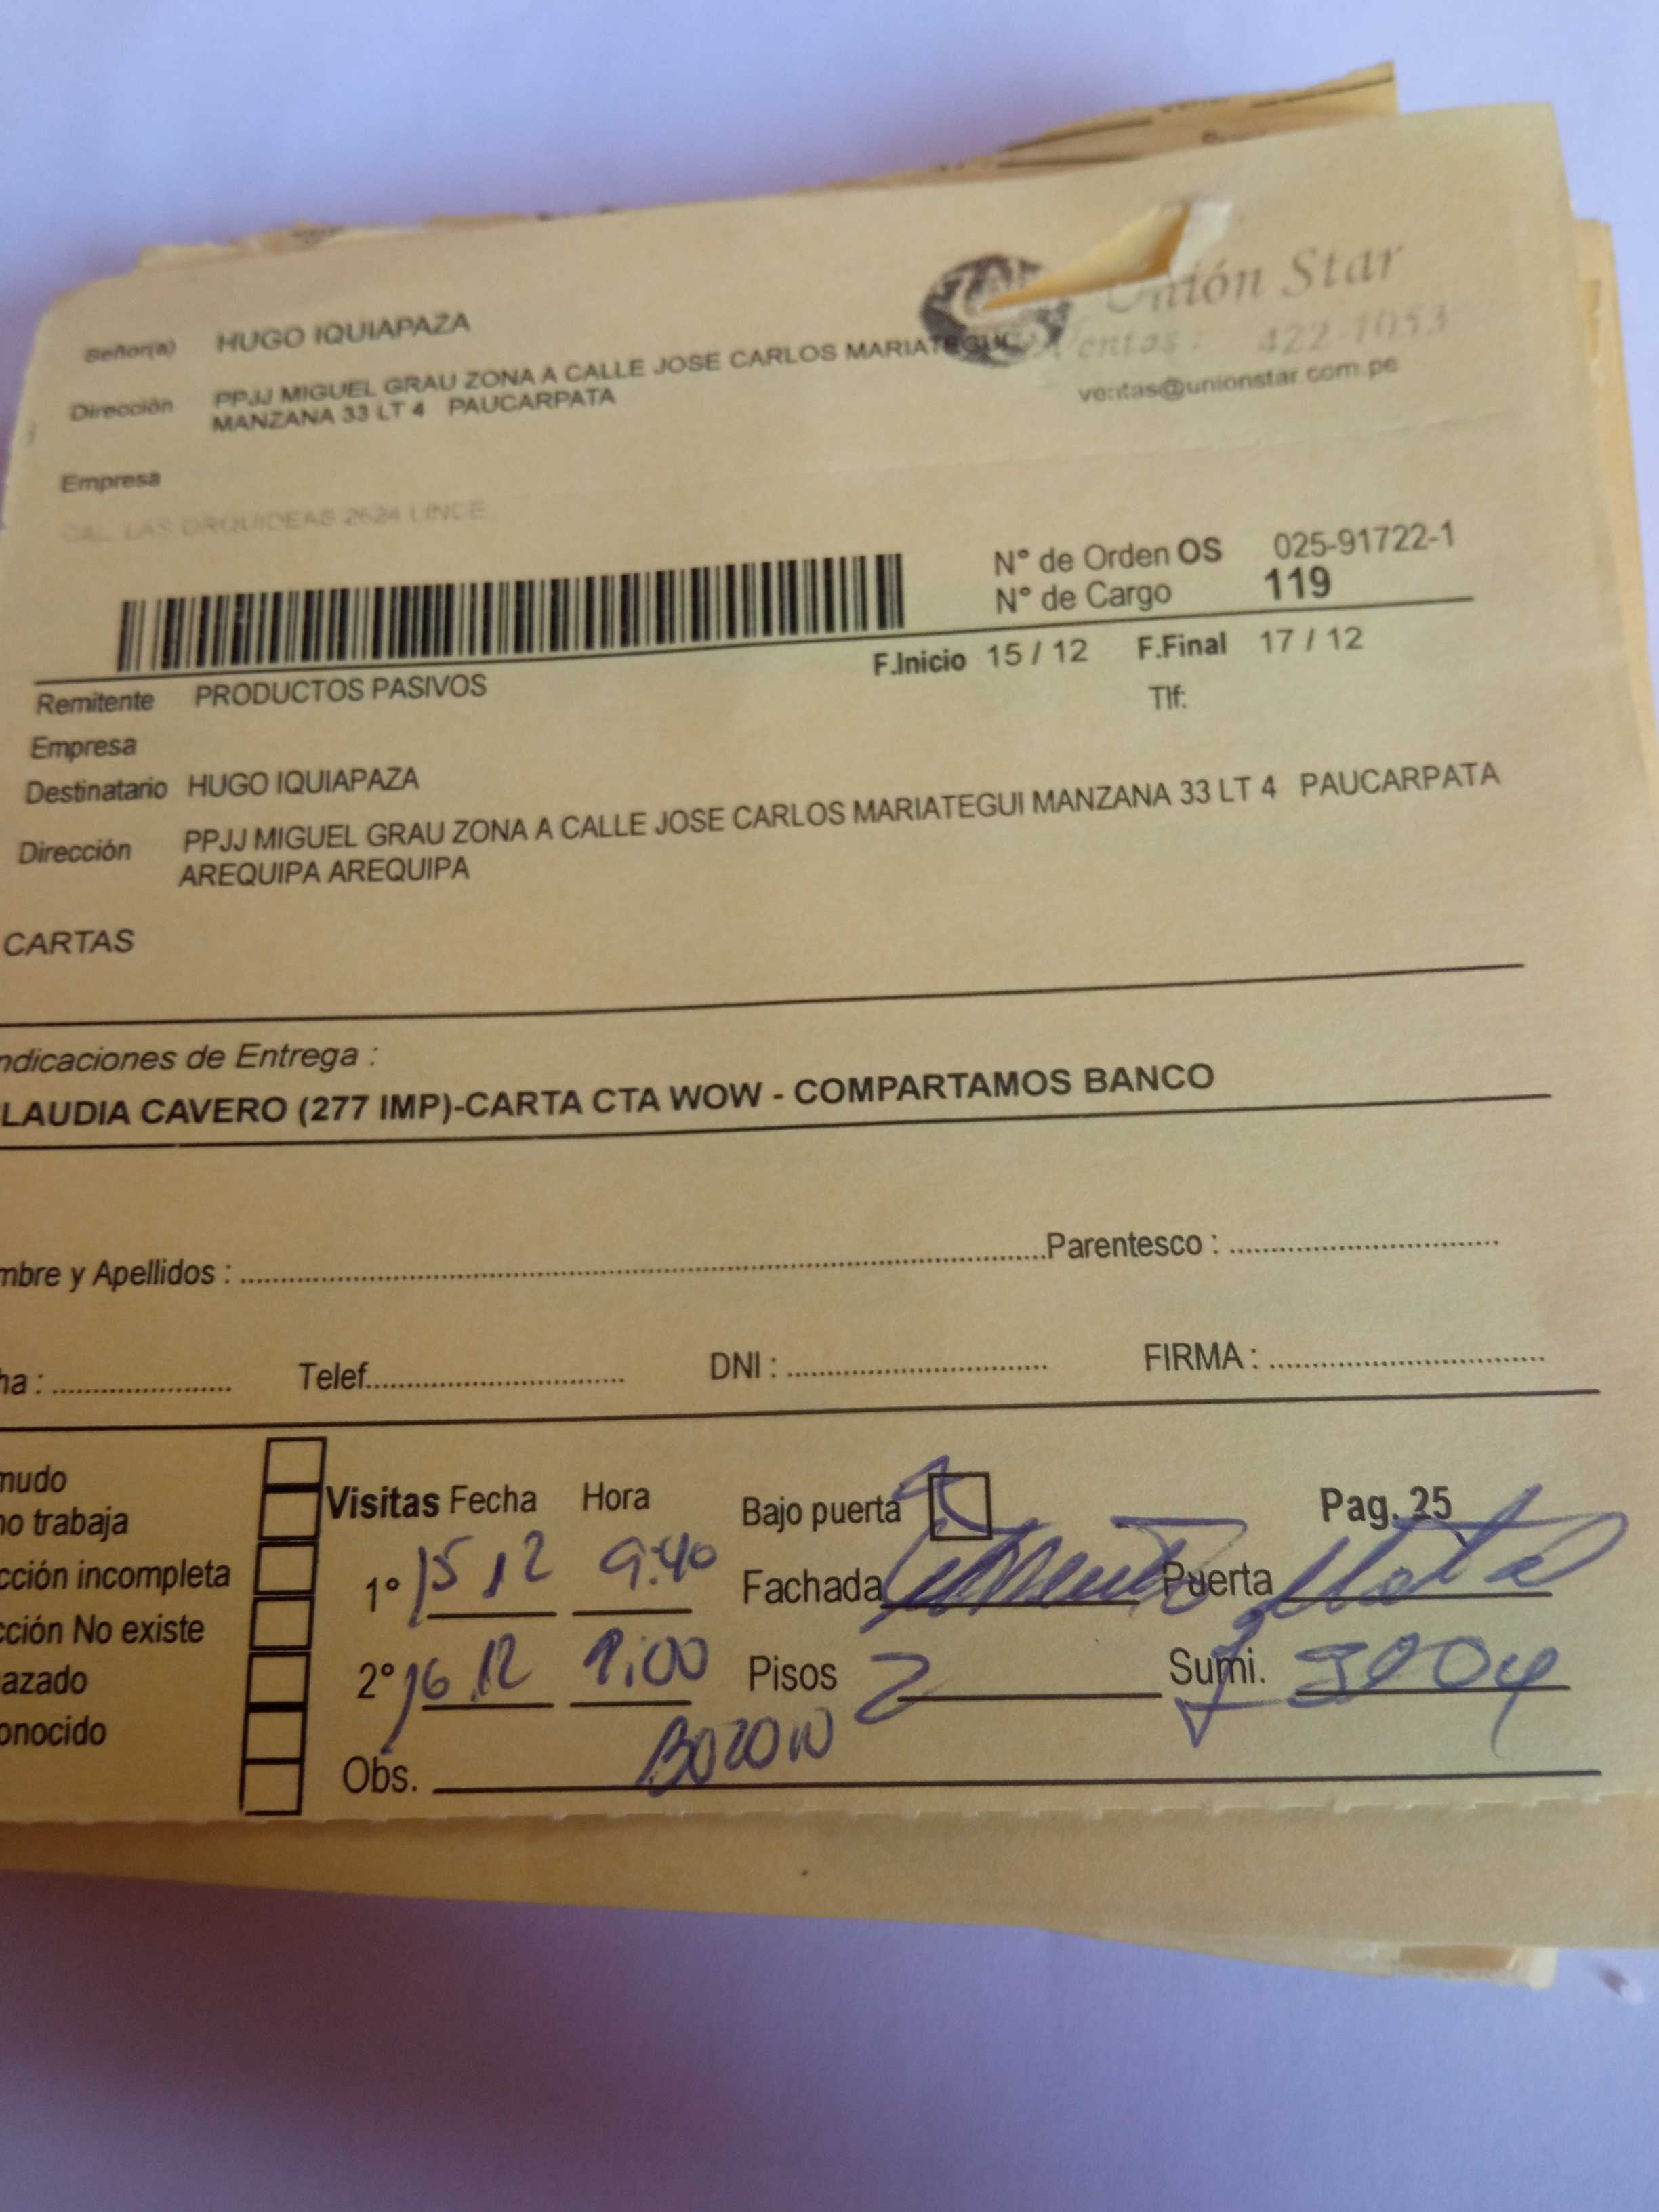 Señor(a) HUGO IQUIAPAZA
Unión Star
Dirección PPJJ MIGUEL GRAU ZONA A CALLE JOSE CARLOS MARIATEGUI
Ventas: 422-1053
MANZANA 33 LT 4 PAUCARPATA
ventas@unionstar.com.pe
Empresa
CAL. LAS ORQUIDEAS 2624 LINCE
N° de Orden OS 025-91722-1
N° de Cargo 119
F.Inicio 15 / 12 F.Final 17 / 12
Remitente PRODUCTOS PASIVOS
Tlf:
Empresa
Destinatario HUGO IQUIAPAZA
Dirección PPJJ MIGUEL GRAU ZONA A CALLE JOSE CARLOS MARIATEGUI MANZANA 33 LT 4 PAUCARPATA
AREQUIPA AREQUIPA
CARTAS
ndicaciones de Entrega :
LAUDIA CAVERO (277 IMP)-CARTA CTA WOW - COMPARTAMOS BANCO
mbre y Apellidos : Parentesco :
ha : Telef. DNI : FIRMA :
mudo
Visitas Fecha Hora Bajo puerta Pag. 25
no trabaja
cción incompleta
1° 15 12 9:40 Fachada Puerta
cción No existe
2° 16 12 1:00 Pisos 2 Sumi.
azado
onocido
Obs.